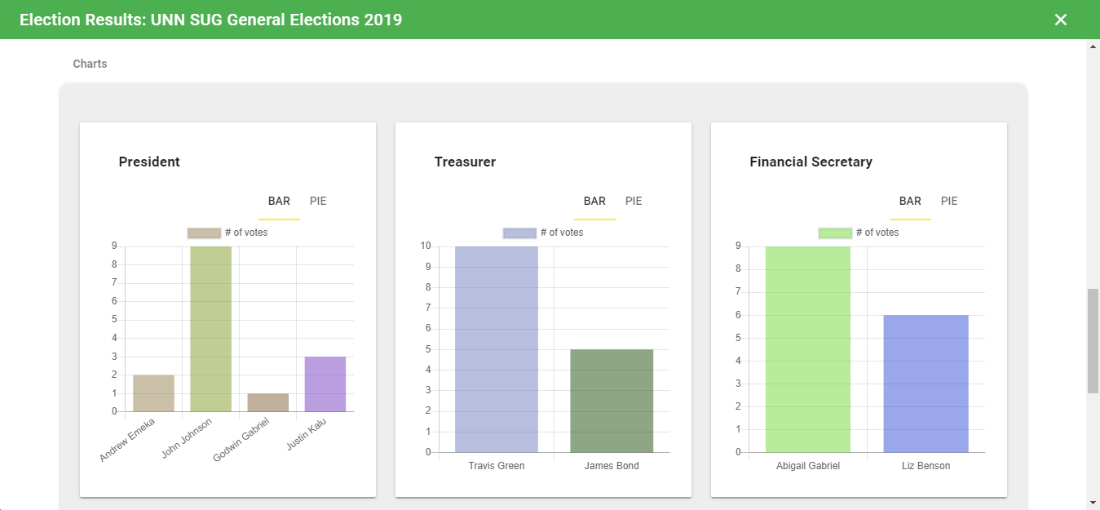 Election Results: UNN SUG General Elections 2019
Charts
President
BAR PIE
# of votes
9
8
7
6
5
4
3
2
1
0
Andrew Emeka
John Johnson
Godwin Gabriel
Justin Kalu
Treasurer
BAR PIE
# of votes
10
9
8
7
6
5
4
3
2
1
0
Travis Green
James Bond
Financial Secretary
BAR PIE
# of votes
9
8
7
6
5
4
3
2
1
0
Abigail Gabriel
Liz Benson